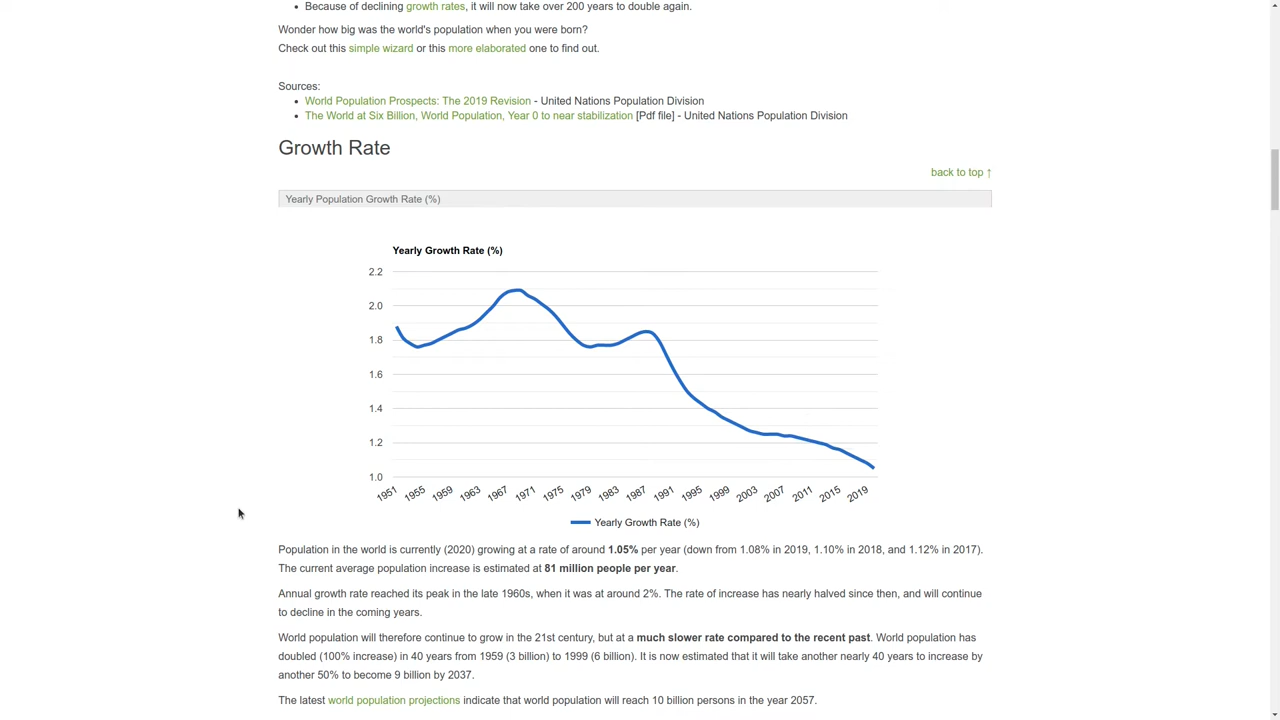 Because of declining growth rates, it will now take over 200 years to double again.
Wonder how big was the world's population when you were born?
Check out this simple wizard or this more elaborated one to find out.
Sources:
World Population Prospects: The 2019 Revision - United Nations Population Division
The World at Six Billion, World Population, Year 0 to near stabilization [Pdf file] - United Nations Population Division
Growth Rate
back to top ↑
Yearly Population Growth Rate (%)
Yearly Growth Rate (%)
2.2
2.0
1.8
1.6
1.4
1.2
1.0
1951 1955 1959 1963 1967 1971 1975 1979 1983 1987 1991 1995 1999 2003 2007 2011 2015 2019
Yearly Growth Rate (%)
Population in the world is currently (2020) growing at a rate of around 1.05% per year (down from 1.08% in 2019, 1.10% in 2018, and 1.12% in 2017).
The current average population increase is estimated at 81 million people per year.
Annual growth rate reached its peak in the late 1960s, when it was at around 2%. The rate of increase has nearly halved since then, and will continue
to decline in the coming years.
World population will therefore continue to grow in the 21st century, but at a much slower rate compared to the recent past. World population has
doubled (100% increase) in 40 years from 1959 (3 billion) to 1999 (6 billion). It is now estimated that it will take another nearly 40 years to increase by
another 50% to become 9 billion by 2037.
The latest world population projections indicate that world population will reach 10 billion persons in the year 2057.